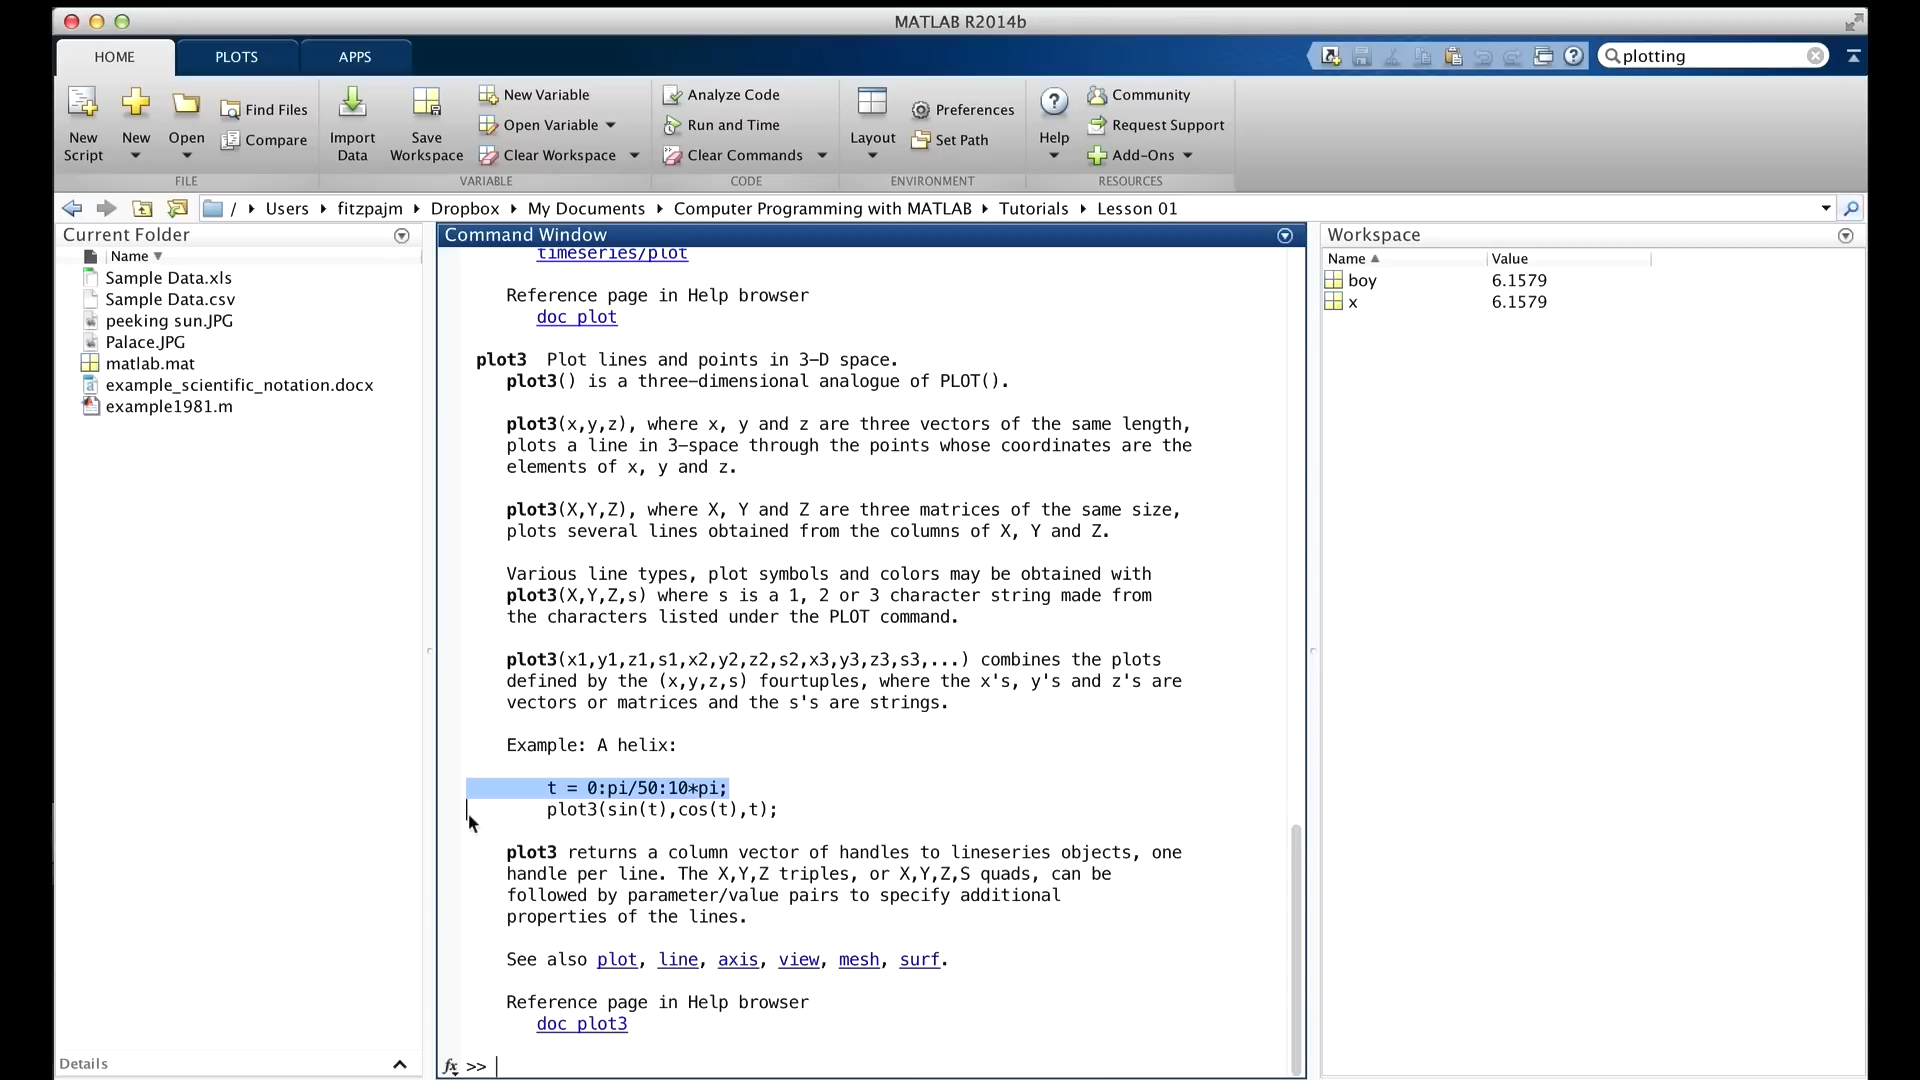 MATLAB R2014b
HOME
PLOTS
APPS
plotting
New Script
New
Open
Find Files
Compare
Import Data
Save Workspace
New Variable
Open Variable
Clear Workspace
Analyze Code
Run and Time
Clear Commands
Layout
Preferences
Set Path
Help
Community
Request Support
Add-Ons
FILE
VARIABLE
CODE
ENVIRONMENT
RESOURCES
/ Users fitzpajm Dropbox My Documents Computer Programming with MATLAB Tutorials Lesson 01
Current Folder
Name
Sample Data.xls
Sample Data.csv
peeking sun.JPG
Palace.JPG
matlab.mat
example_scientific_notation.docx
example1981.m
Details
Command Window
timeseries/plot
Reference page in Help browser
doc plot
plot3 Plot lines and points in 3-D space.
plot3() is a three-dimensional analogue of PLOT().
plot3(x,y,z), where x, y and z are three vectors of the same length,
plots a line in 3-space through the points whose coordinates are the
elements of x, y and z.
plot3(X,Y,Z), where X, Y and Z are three matrices of the same size,
plots several lines obtained from the columns of X, Y and Z.
Various line types, plot symbols and colors may be obtained with
plot3(X,Y,Z,s) where s is a 1, 2 or 3 character string made from
the characters listed under the PLOT command.
plot3(x1,y1,z1,s1,x2,y2,z2,s2,x3,y3,z3,s3,...) combines the plots
defined by the (x,y,z,s) fourtuples, where the x's, y's and z's are
vectors or matrices and the s's are strings.
Example: A helix:
t = 0:pi/50:10*pi;
plot3(sin(t),cos(t),t);
plot3 returns a column vector of handles to lineseries objects, one
handle per line. The X,Y,Z triples, or X,Y,Z,S quads, can be
followed by parameter/value pairs to specify additional
properties of the lines.
See also plot, line, axis, view, mesh, surf.
Reference page in Help browser
doc plot3
fx >>
Workspace
Name Value
boy 6.1579
x 6.1579